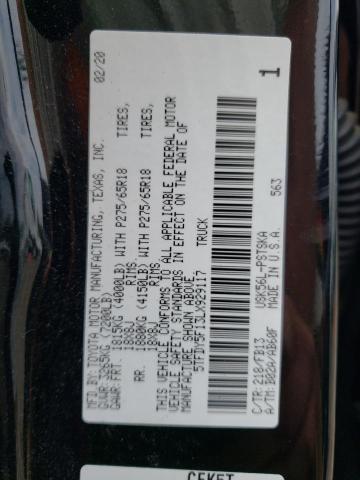 MFD.BY:TOYOTA MOTOR MANUFACTURING, TEXAS, INC. 02/20
GVWR:3265KG (7200LB)
GAWR:FRT. 1815KG (4000LB) WITH P275/65R18 TIRES,
18X8J RIMS,
RR. 1880KG (4150LB) WITH P275/65R18 TIRES,
18X8J RIMS.
THIS VEHICLE CONFORMS TO ALL APPLICABLE FEDERAL MOTOR
VEHICLE SAFETY STANDARDS IN EFFECT ON THE DATE OF
MANUFACTURE SHOWN ABOVE.
5TFDY5F13LX929117 TRUCK
C/TR:218/FB13 USK56L-PSTSKA
A/TM:B02A/AB60F MADE IN U.S.A. 563
1